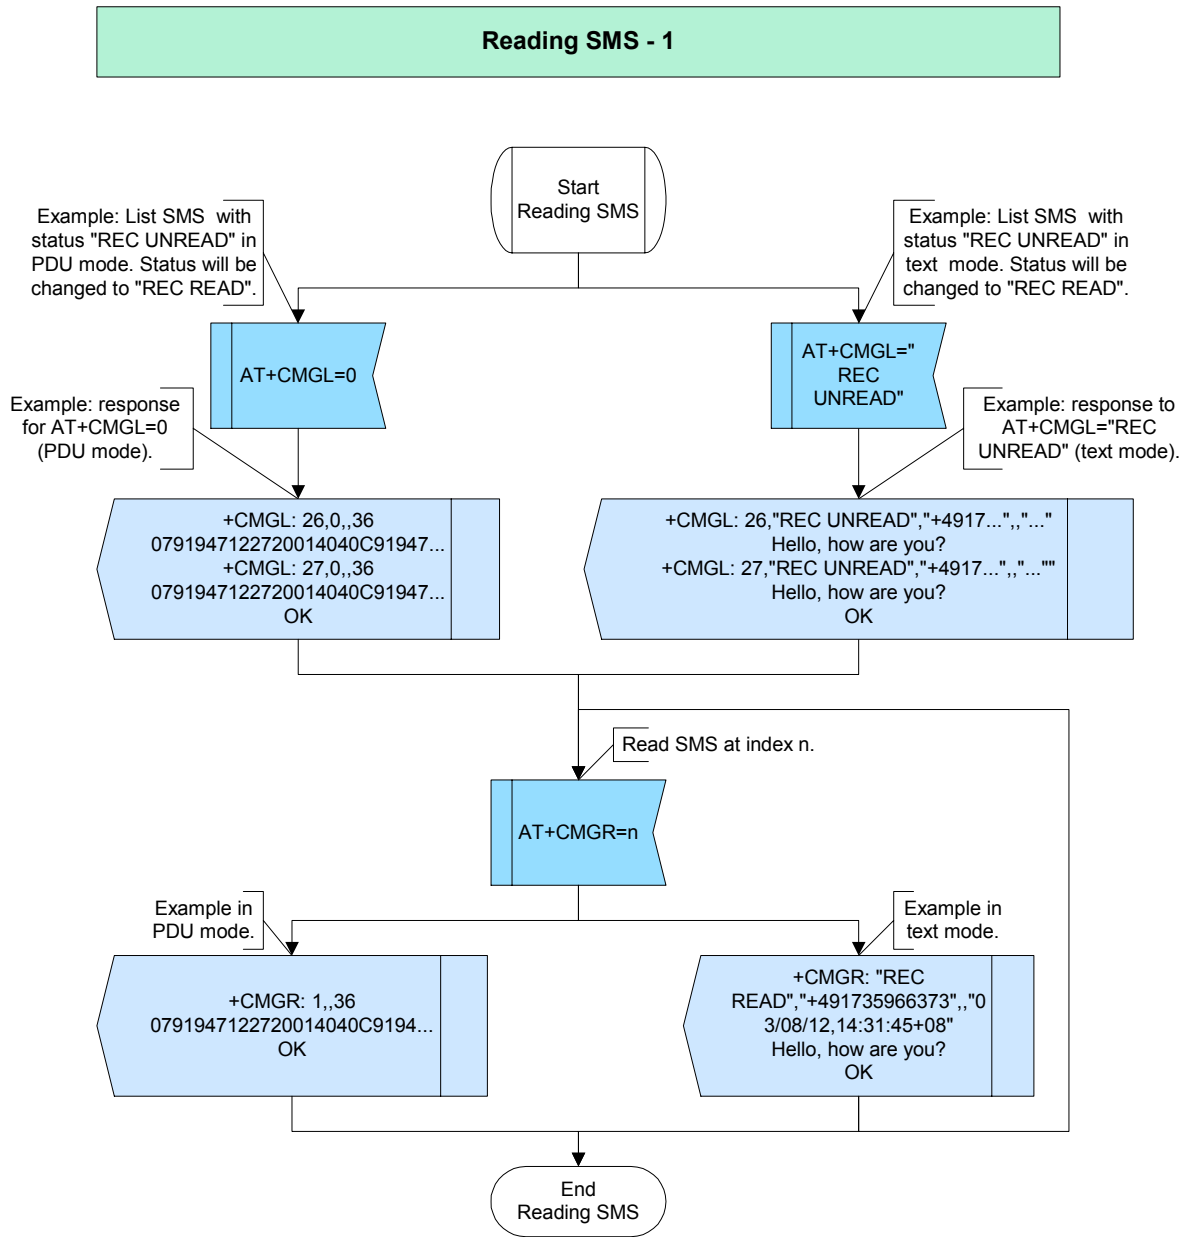 Reading SMS - 1
Start
Reading SMS
Example: List SMS with
status "REC UNREAD" in
PDU mode. Status will be
changed to "REC READ".
Example: List SMS with
status "REC UNREAD" in
text mode. Status will be
changed to "REC READ".
AT+CMGL=0
AT+CMGL="
REC
UNREAD"
Example: response
for AT+CMGL=0
(PDU mode).
Example: response to
AT+CMGL="REC
UNREAD" (text mode).
+CMGL: 26,0,,36
0791947122720014040C91947...
+CMGL: 27,0,,36
0791947122720014040C91947...
OK
+CMGL: 26,"REC UNREAD","+4917...",,"..."
Hello, how are you?
+CMGL: 27,"REC UNREAD","+4917...",,"...""
Hello, how are you?
OK
Read SMS at index n.
AT+CMGR=n
Example in
PDU mode.
Example in
text mode.
+CMGR: 1,,36
0791947122720014040C9194...
OK
+CMGR: "REC
READ","+491735966373",,"0
3/08/12,14:31:45+08"
Hello, how are you?
OK
End
Reading SMS